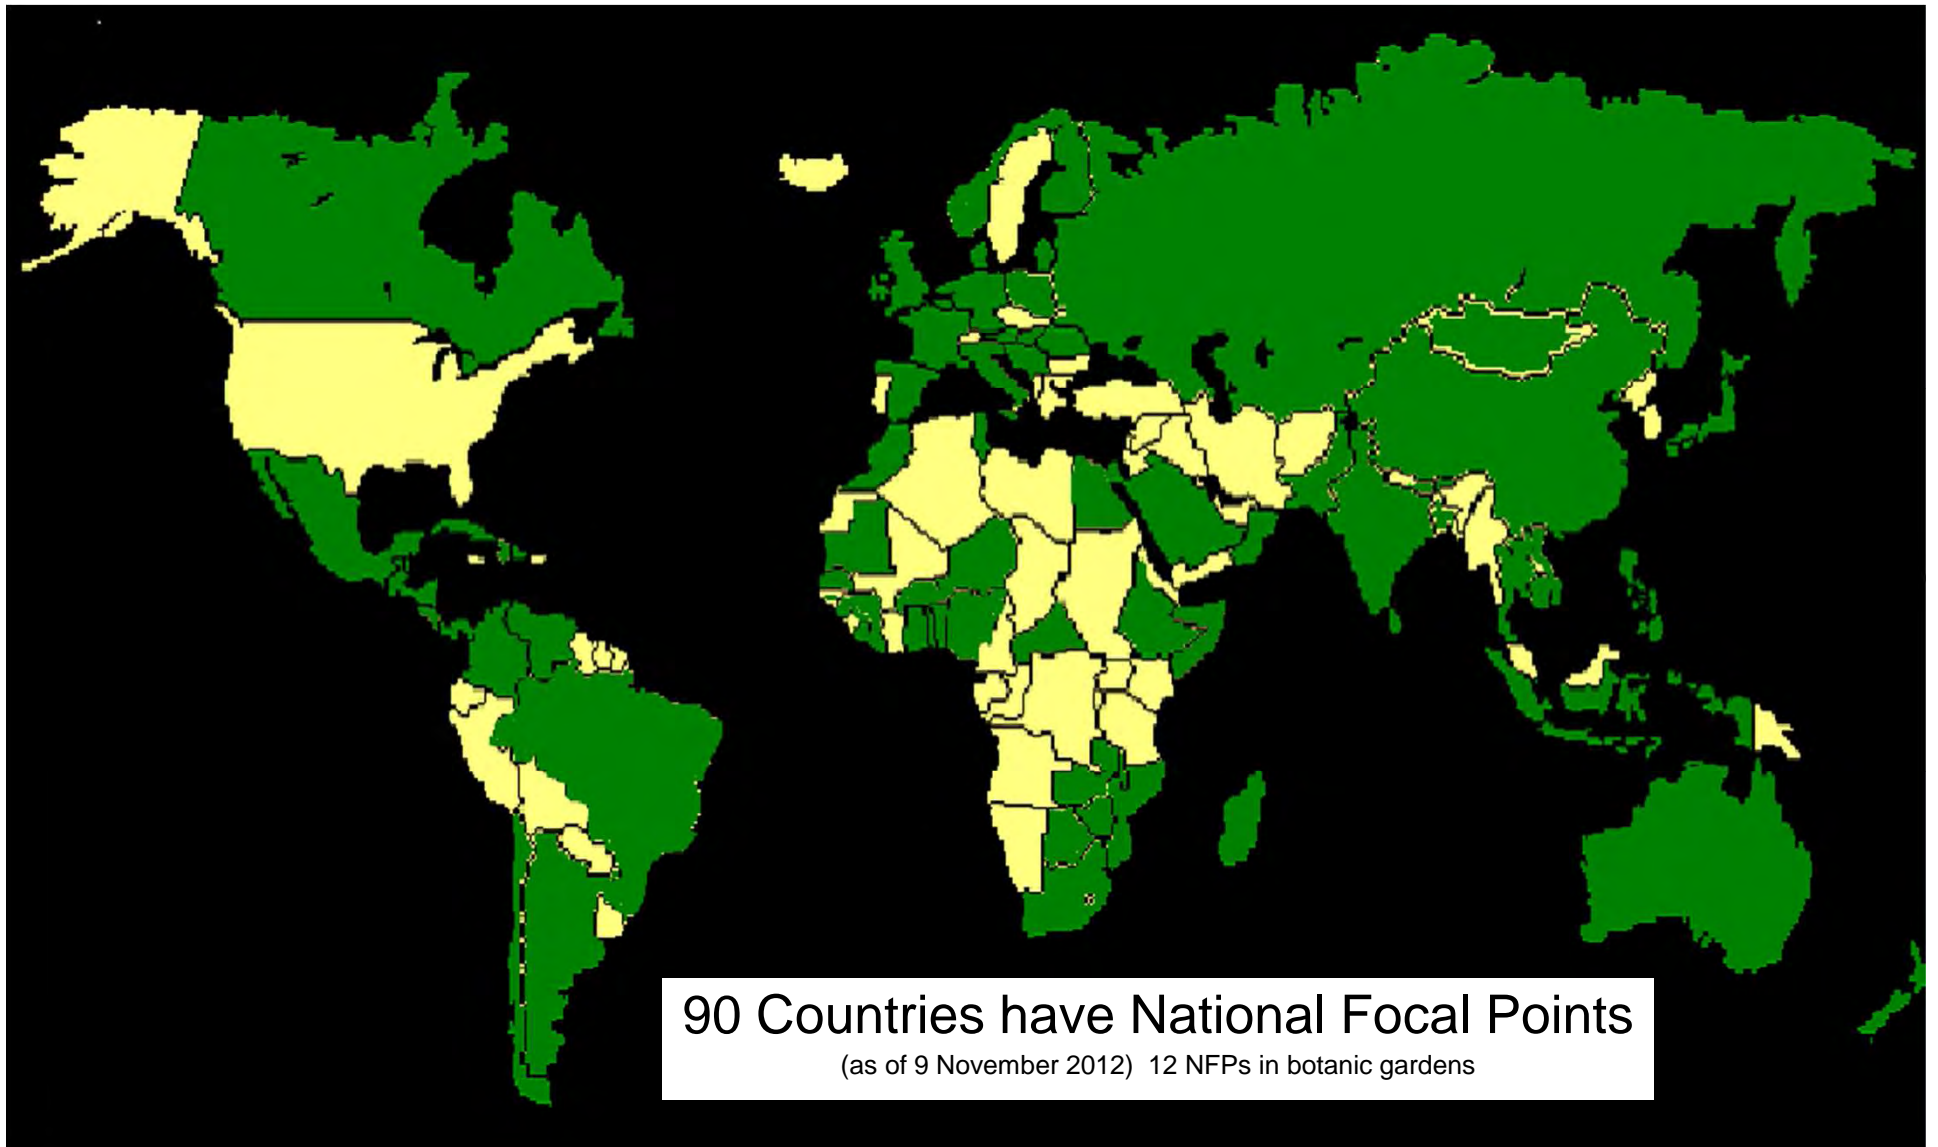 90 Countries have National Focal Points
(as of 9 November 2012)  12 NFPs in botanic gardens